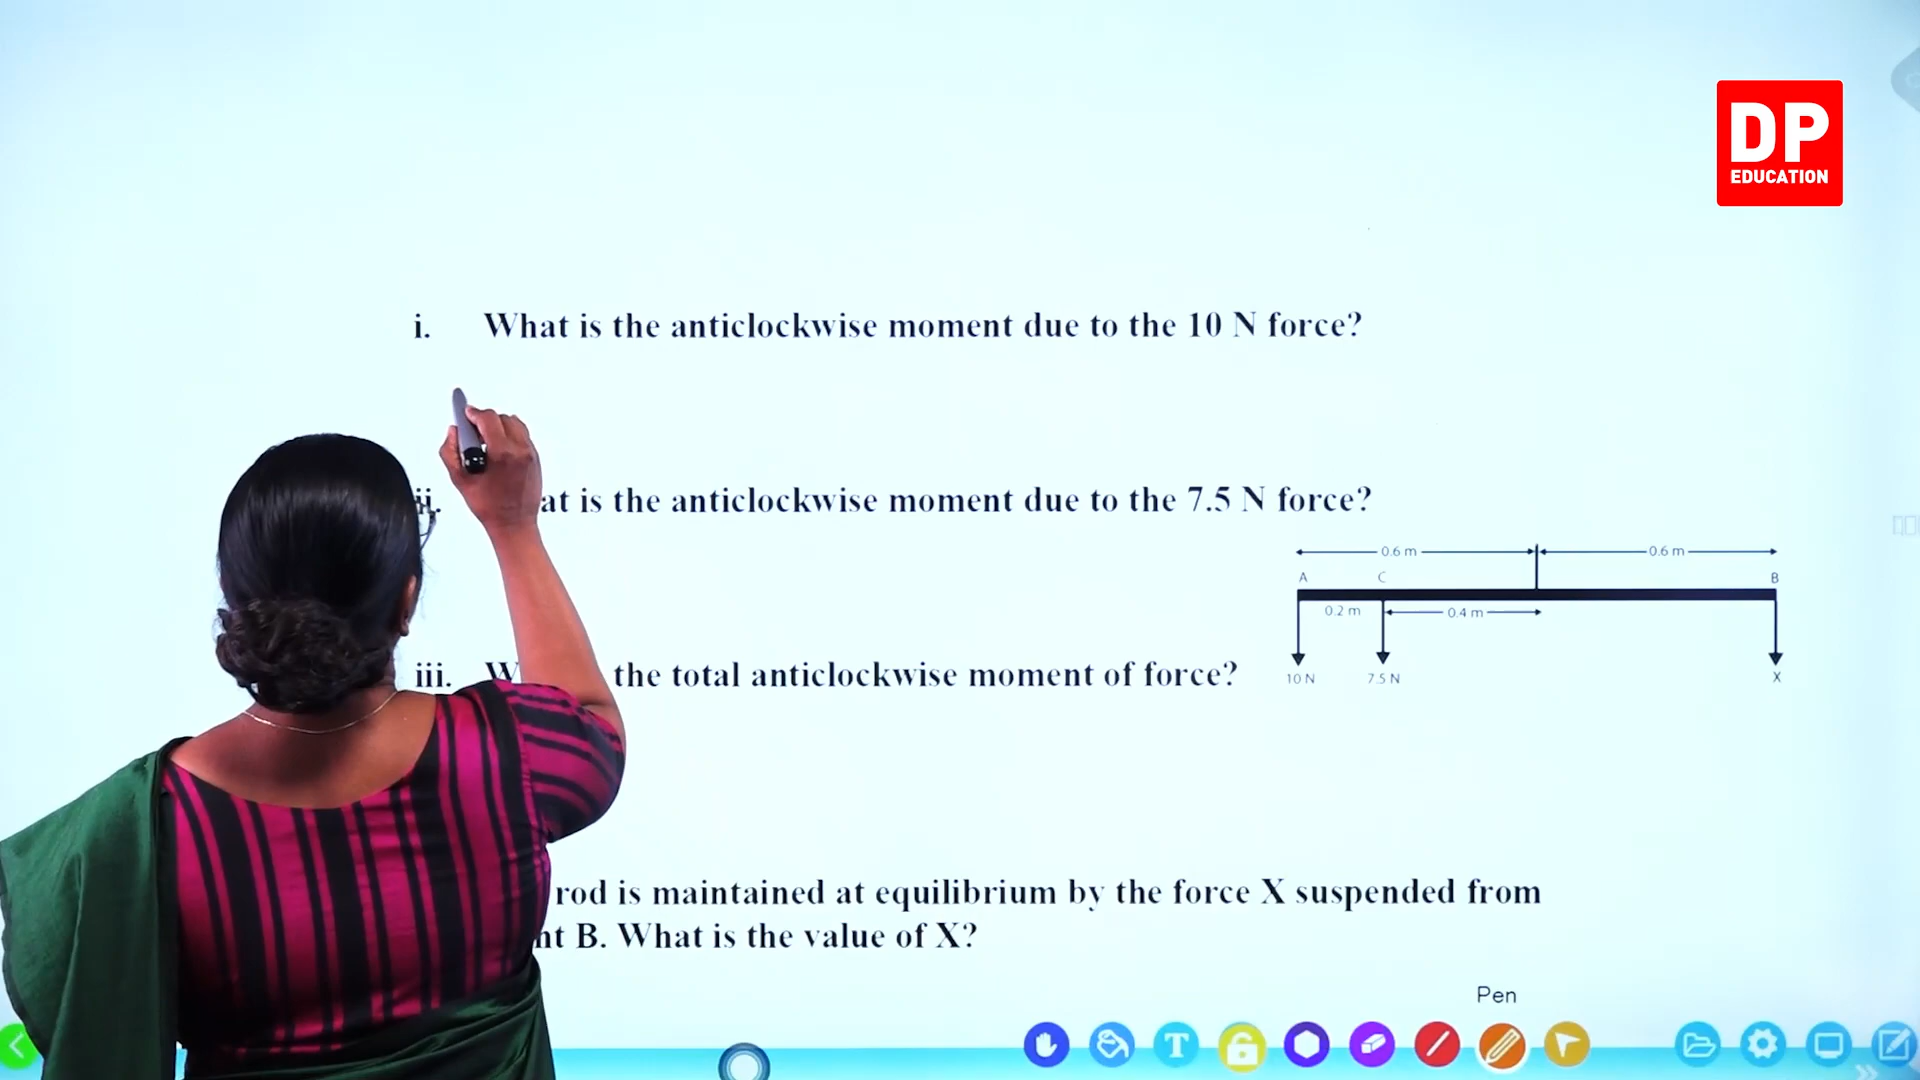 DP
EDUCATION
i. What is the anticlockwise moment due to the 10 N force?
ii. at is the anticlockwise moment due to the 7.5 N force?
0.6 m 0.6 m
A C B
0.2 m 0.4 m
iii. the total anticlockwise moment of force?
10 N 7.5 N X
rod is maintained at equilibrium by the force X suspended from
nt B. What is the value of X?
Pen
T